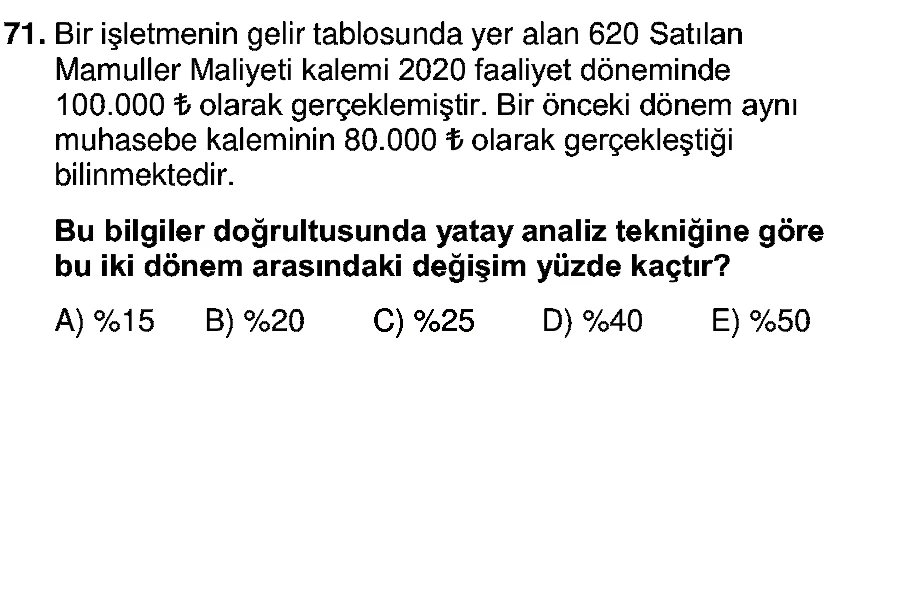 71. Bir işletmenin gelir tablosunda yer alan 620 Satılan
Mamuller Maliyeti kalemi 2020 faaliyet döneminde
100.000 ₺ olarak gerçeklemiştir. Bir önceki dönem aynı
muhasebe kaleminin 80.000 ₺ olarak gerçekleştiği
bilinmektedir.
Bu bilgiler doğrultusunda yatay analiz tekniğine göre
bu iki dönem arasındaki değişim yüzde kaçtır?
A) %15 B) %20 C) %25 D) %40 E) %50